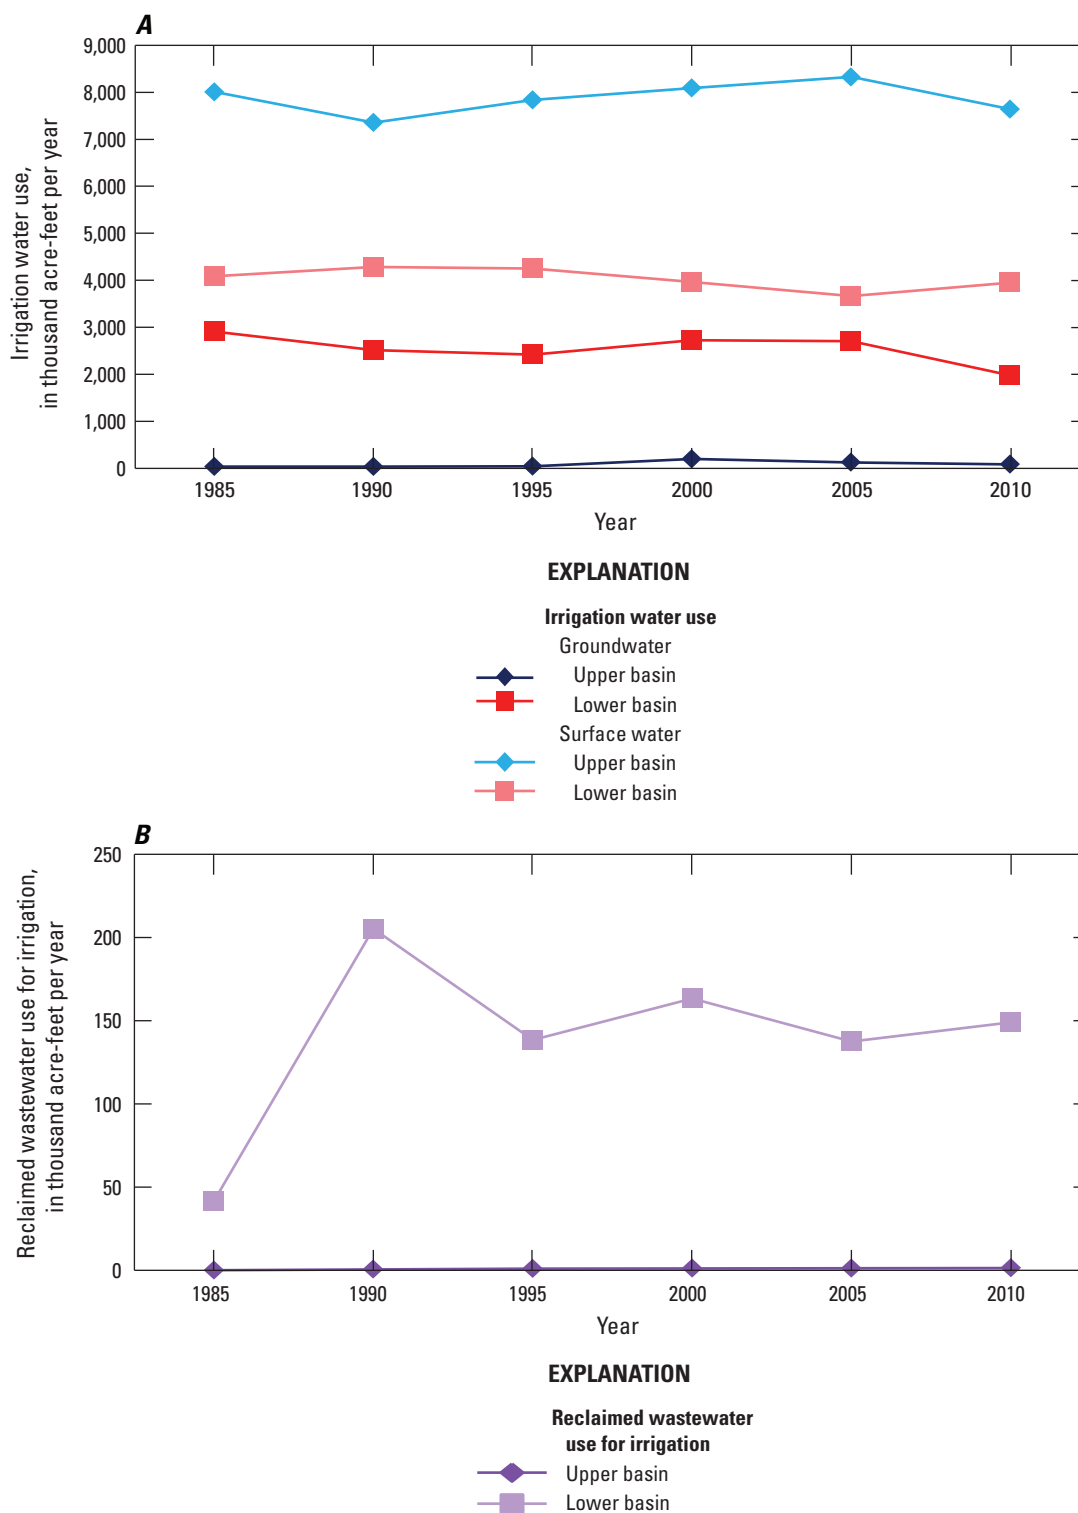 A
9,000
8,000
7,000
6,000
5,000
4,000
3,000
2,000
1,000
0
Irrigation water use,
in thousand acre-feet per year
1985 1990 1995 2000 2005 2010
Year
EXPLANATION
Irrigation water use
Groundwater
Upper basin
Lower basin
Surface water
Upper basin
Lower basin
B
250
200
150
100
50
0
Reclaimed wastewater use for irrigation,
in thousand acre-feet per year
1985 1990 1995 2000 2005 2010
Year
EXPLANATION
Reclaimed wastewater
use for irrigation
Upper basin
Lower basin